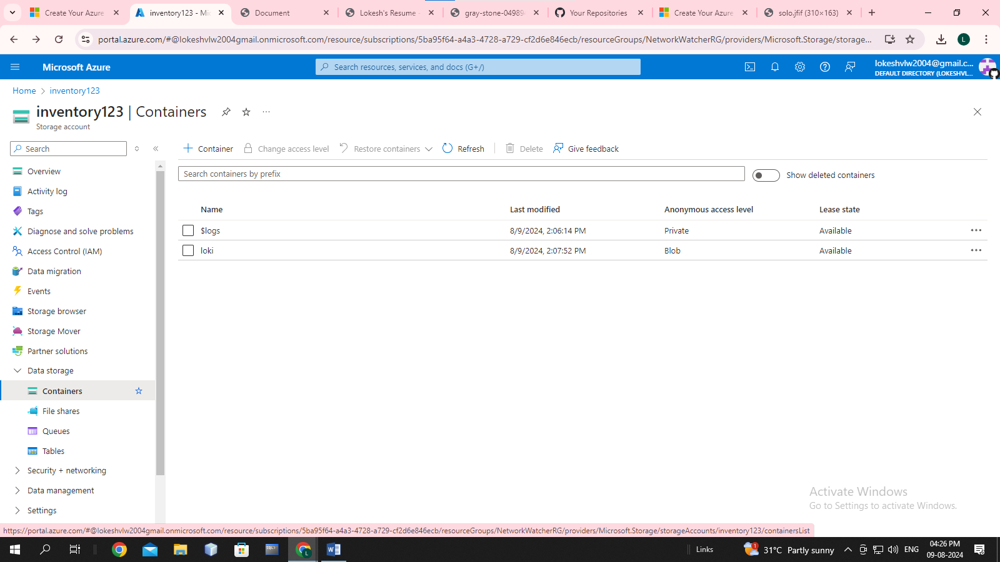 Create Your Azure
inventory123 - Mic
Document
Lokesh's Resume -
gray-stone-04989
Your Repositories
Create Your Azure
solo.jfif (310×163)
portal.azure.com/#@lokeshvlw2004gmail.onmicrosoft.com/resource/subscriptions/5ba95f64-a4a3-4728-a729-cf2d6e846ecb/resourceGroups/NetworkWatcherRG/providers/Microsoft.Storage/storage...
L
Microsoft Azure
Search resources, services, and docs (G+/)
lokeshvlw2004@gmail.c...
DEFAULT DIRECTORY (LOKESHVL...
Home > inventory123
inventory123 | Containers
Storage account
Search
Container
Change access level
Restore containers
Refresh
Delete
Give feedback
Search containers by prefix
Show deleted containers
Overview
Activity log
Tags
Diagnose and solve problems
Access Control (IAM)
Data migration
Events
Storage browser
Storage Mover
Partner solutions
Data storage
Containers
File shares
Queues
Tables
Security + networking
Data management
Settings
Name Last modified Anonymous access level Lease state
$logs 8/9/2024, 2:06:14 PM Private Available
loki 8/9/2024, 2:07:52 PM Blob Available
Activate Windows
Go to Settings to activate Windows.
https://portal.azure.com/#@lokeshvlw2004gmail.onmicrosoft.com/resource/subscriptions/5ba95f64-a4a3-4728-a729-cf2d6e846ecb/resourceGroups/NetworkWatcherRG/providers/Microsoft.Storage/storageAccounts/inventory123/containersList
SQL>
L
W
Links
1
31°C Partly sunny
ENG
04:26 PM
09-08-2024